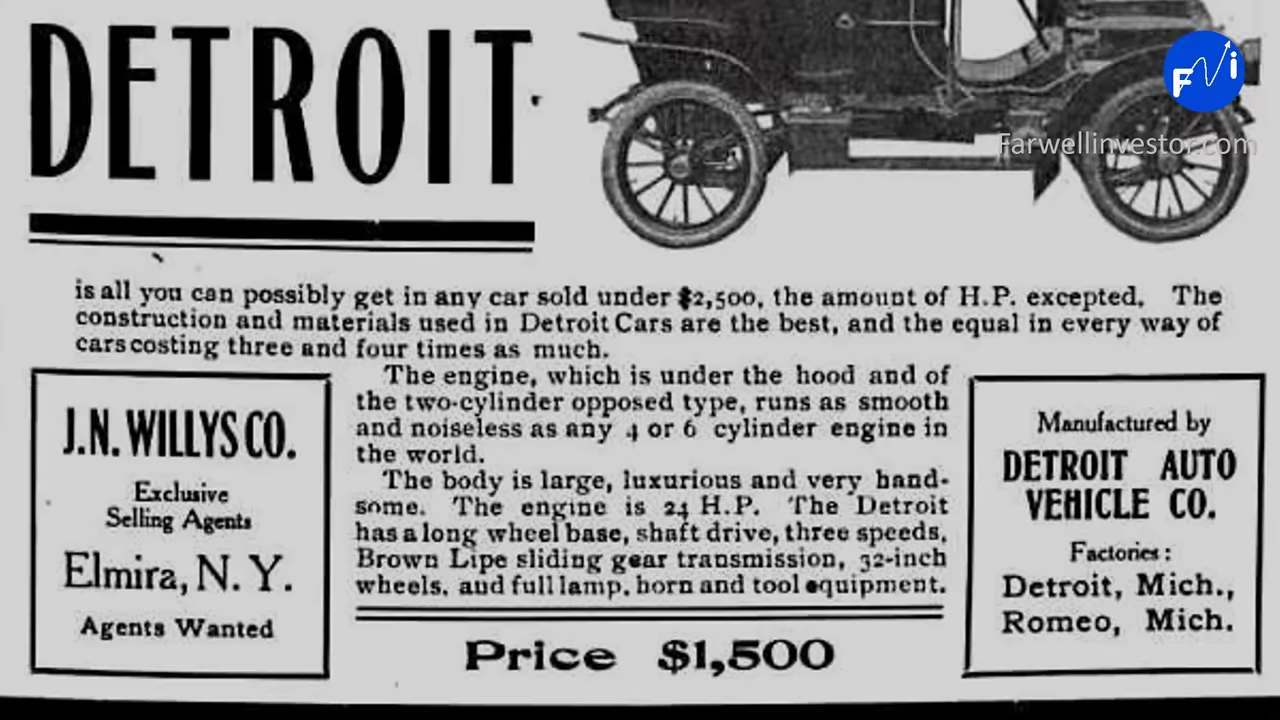 DETROIT
FNi
Farwellinvestor.com
is all you can possibly get in any car sold under $2,500, the amount of H.P. excepted. The
construction and materials used in Detroit Cars are the best, and the equal in every way of
cars costing three and four times as much.
The engine, which is under the hood and of
the two-cylinder opposed type, runs as smooth
and noiseless as any 4 or 6 cylinder engine in
the world.
The body is large, luxurious and very hand-
some. The engine is 24 H.P. The Detroit
has a long wheel base, shaft drive, three speeds,
Brown Lipe sliding gear transmission, 32-inch
wheels, and full lamp, horn and tool equipment.
Price $1,500
J.N. WILLYS CO.
Exclusive
Selling Agents
Elmira, N. Y.
Agents Wanted
Manufactured by
DETROIT AUTO
VEHICLE CO.
Factories:
Detroit, Mich.,
Romeo, Mich.